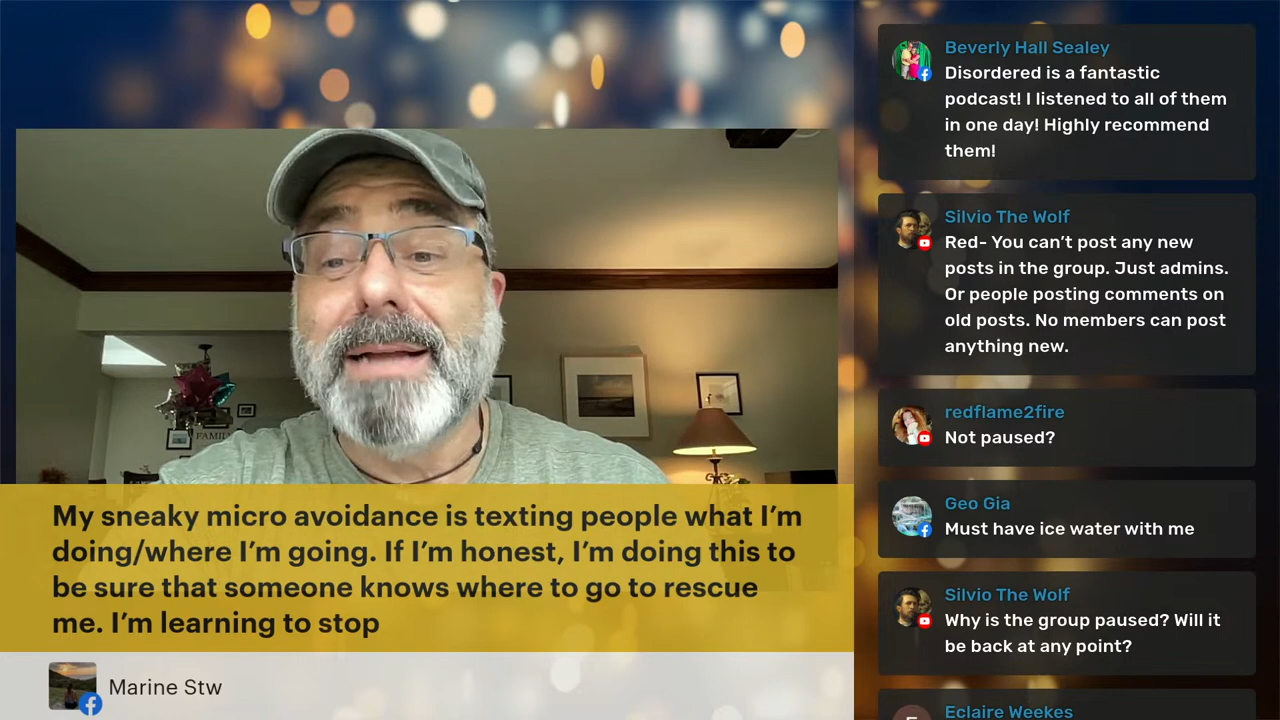 Beverly Hall Sealey
Disordered is a fantastic
podcast! I listened to all of them
in one day! Highly recommend
them!
Silvio The Wolf
Red- You can’t post any new
posts in the group. Just admins.
Or people posting comments on
old posts. No members can post
anything new.
redflame2fire
Not paused?
Geo Gia
Must have ice water with me
Silvio The Wolf
Why is the group paused? Will it
be back at any point?
Eclaire Weekes
FAMIL
My sneaky micro avoidance is texting people what I’m
doing/where I’m going. If I’m honest, I’m doing this to
be sure that someone knows where to go to rescue
me. I’m learning to stop
Marine Stw